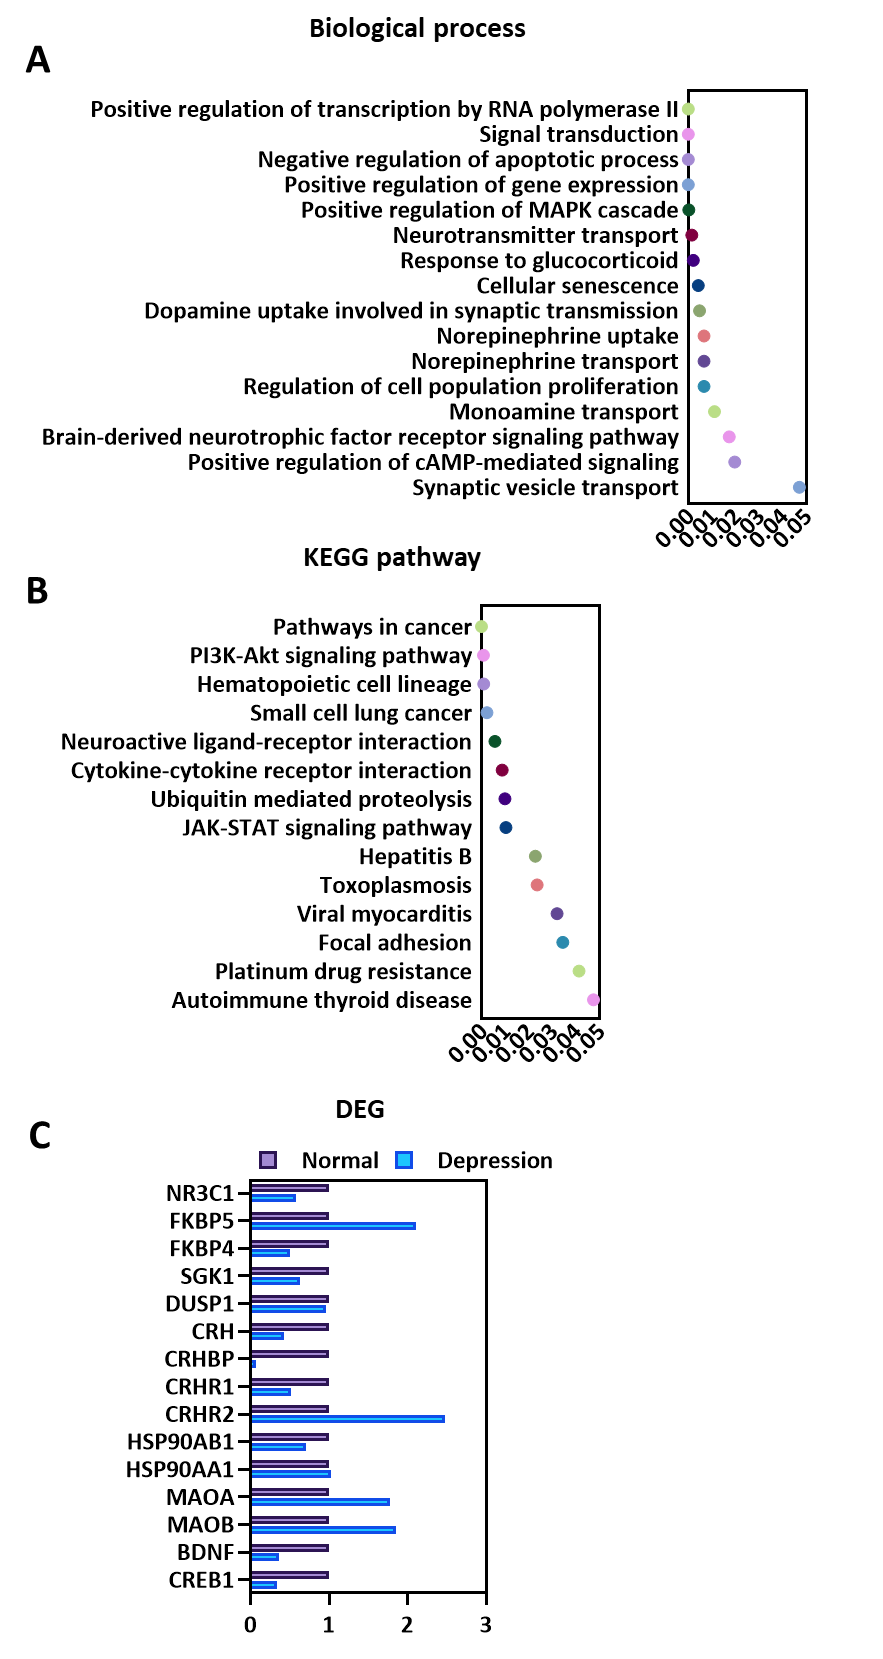 Biological process
A
Positive regulation of transcription by RNA polymerase II
Signal transduction
Negative regulation of apoptotic process
Positive regulation of gene expression
Positive regulation of MAPK cascade
Neurotransmitter transport
Response to glucocorticoid
Cellular senescence
Dopamine uptake involved in synaptic transmission
Norepinephrine uptake
Norepinephrine transport
Regulation of cell population proliferation
Monoamine transport
Brain-derived neurotrophic factor receptor signaling pathway
Positive regulation of cAMP-mediated signaling
Synaptic vesicle transport
0.00 0.01 0.02 0.03 0.04 0.05
KEGG pathway
B
Pathways in cancer
PI3K-Akt signaling pathway
Hematopoietic cell lineage
Small cell lung cancer
Neuroactive ligand-receptor interaction
Cytokine-cytokine receptor interaction
Ubiquitin mediated proteolysis
JAK-STAT signaling pathway
Hepatitis B
Toxoplasmosis
Viral myocarditis
Focal adhesion
Platinum drug resistance
Autoimmune thyroid disease
0.00 0.01 0.02 0.03 0.04 0.05
DEG
C
Normal Depression
NR3C1
FKBP5
FKBP4
SGK1
DUSP1
CRH
CRHBP
CRHR1
CRHR2
HSP90AB1
HSP90AA1
MAOA
MAOB
BDNF
CREB1
0 1 2 3